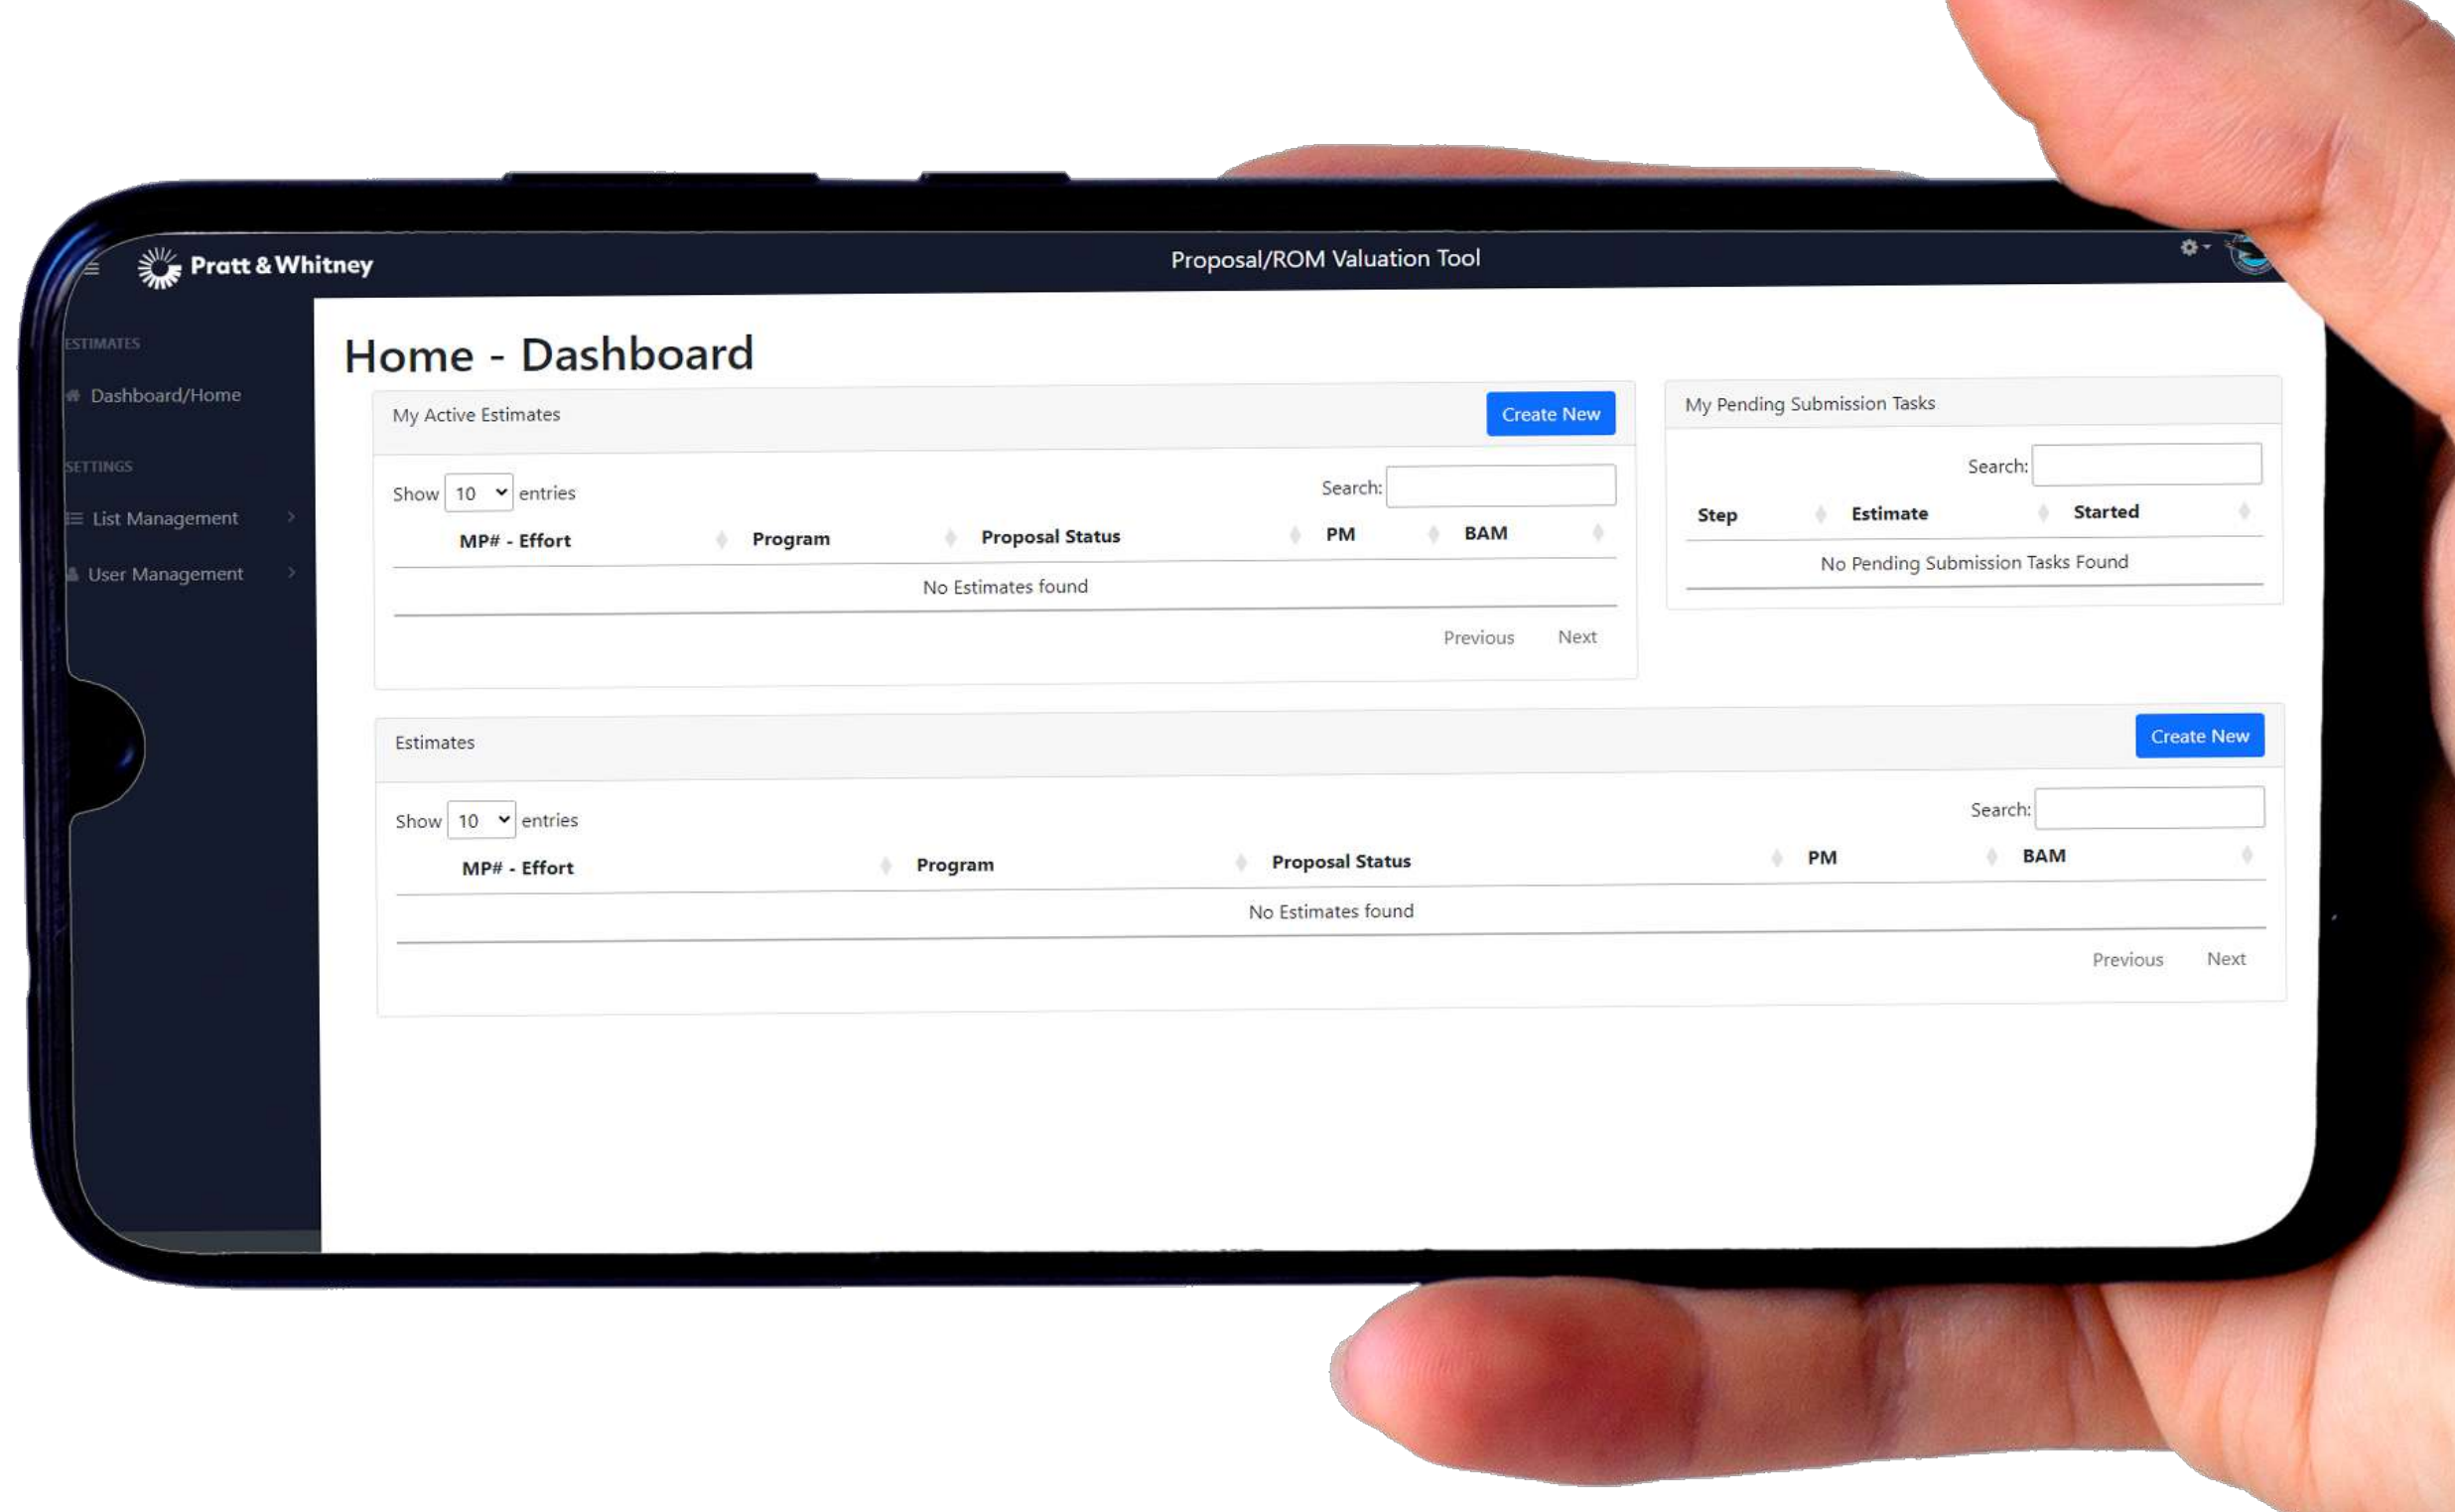 Pratt & Whitney
Proposal/ROM Valuation Tool
ESTIMATES
Dashboard/Home
SETTINGS
List Management
User Management
Home - Dashboard
My Active Estimates
Create New
Show 10 entries
Search:
MP# - Effort Program Proposal Status PM BAM
No Estimates found
Previous Next
My Pending Submission Tasks
Search:
Step Estimate Started
No Pending Submission Tasks Found
Estimates
Create New
Show 10 entries
Search:
MP# - Effort Program Proposal Status PM BAM
No Estimates found
Previous Next